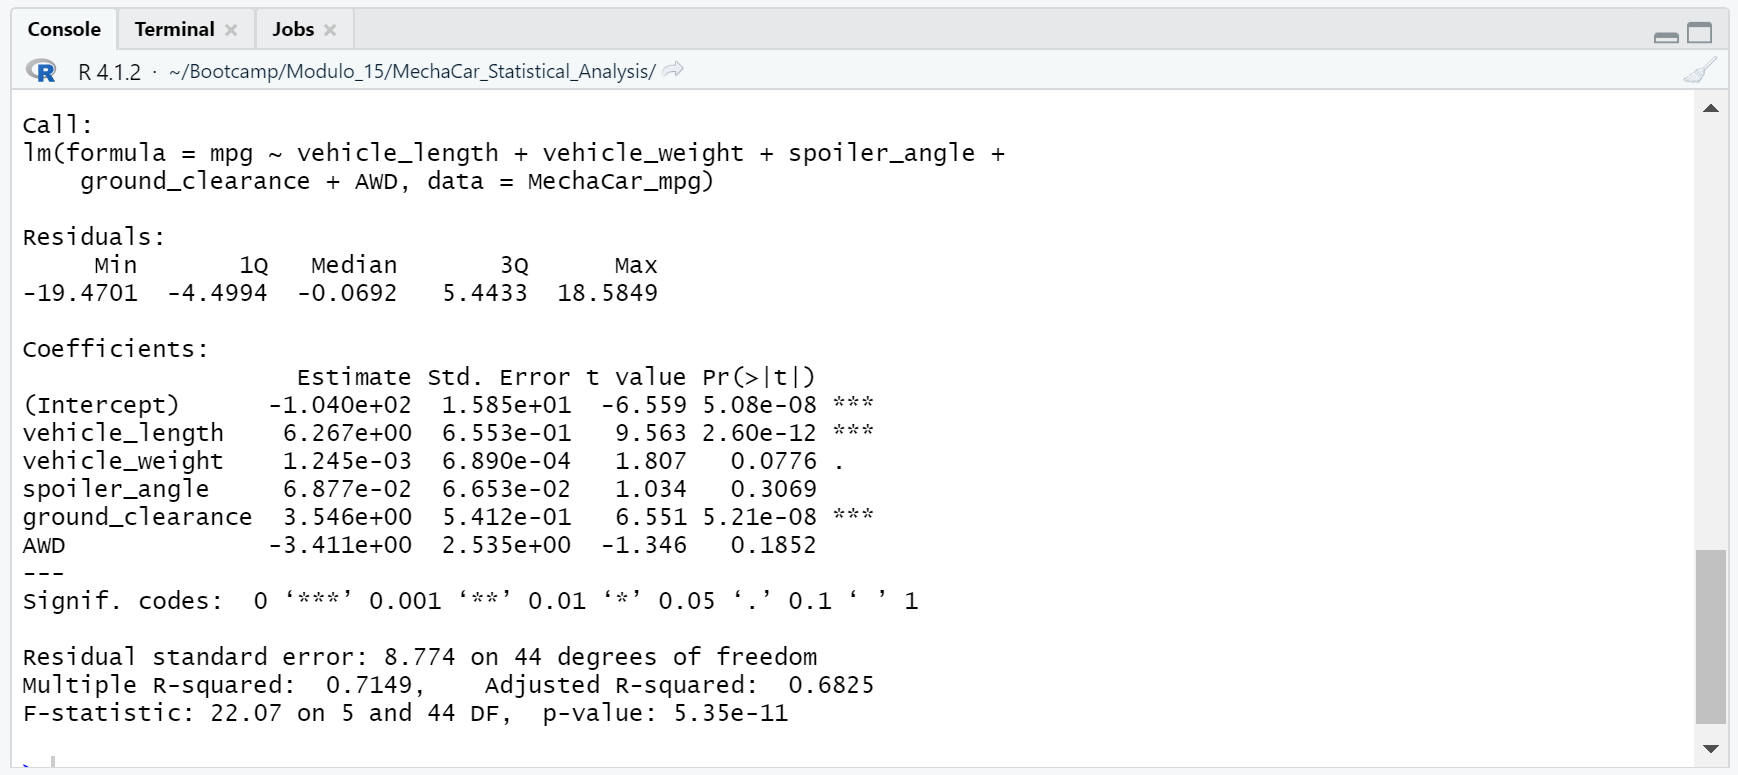 Console Terminal Jobs
R R 4.1.2 · ~/Bootcamp/Modulo_15/MechaCar_Statistical_Analysis/
Call:
lm(formula = mpg ~ vehicle_length + vehicle_weight + spoiler_angle +
    ground_clearance + AWD, data = MechaCar_mpg)
Residuals:
     Min       1Q   Median       3Q      Max
-19.4701  -4.4994  -0.0692   5.4433  18.5849
Coefficients:
                   Estimate Std. Error t value Pr(>|t|)
(Intercept)      -1.040e+02  1.585e+01  -6.559 5.08e-08 ***
vehicle_length    6.267e+00  6.553e-01   9.563 2.60e-12 ***
vehicle_weight    1.245e-03  6.890e-04   1.807   0.0776 .
spoiler_angle     6.877e-02  6.653e-02   1.034   0.3069
ground_clearance  3.546e+00  5.412e-01   6.551 5.21e-08 ***
AWD              -3.411e+00  2.535e+00  -1.346   0.1852
---
Signif. codes:  0 ‘***’ 0.001 ‘**’ 0.01 ‘*’ 0.05 ‘.’ 0.1 ‘ ’ 1
Residual standard error: 8.774 on 44 degrees of freedom
Multiple R-squared:  0.7149,    Adjusted R-squared:  0.6825
F-statistic: 22.07 on 5 and 44 DF,  p-value: 5.35e-11